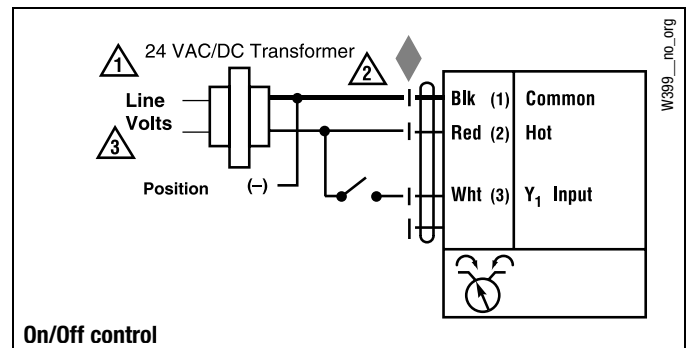 1 24 VAC/DC Transformer
2
Line
Volts
3
Position (–)
Blk (1) Common
Red (2) Hot
Wht (3) Y₁ Input
W399__no__org
On/Off control